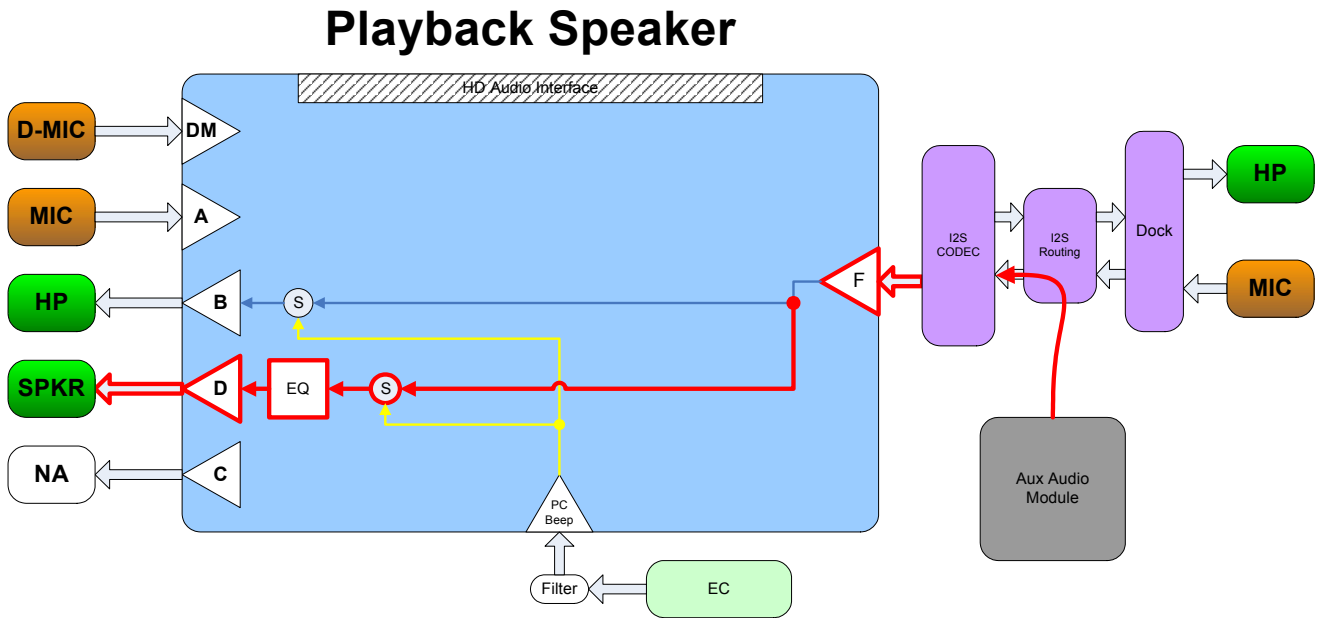 Playback Speaker
HD Audio Interface
D-MIC
DM
MIC
A
HP
B
S
SPKR
D
EQ
S
NA
C
PC
Beep
Filter
EC
F
I2S
CODEC
I2S
Routing
Dock
HP
MIC
Aux Audio
Module